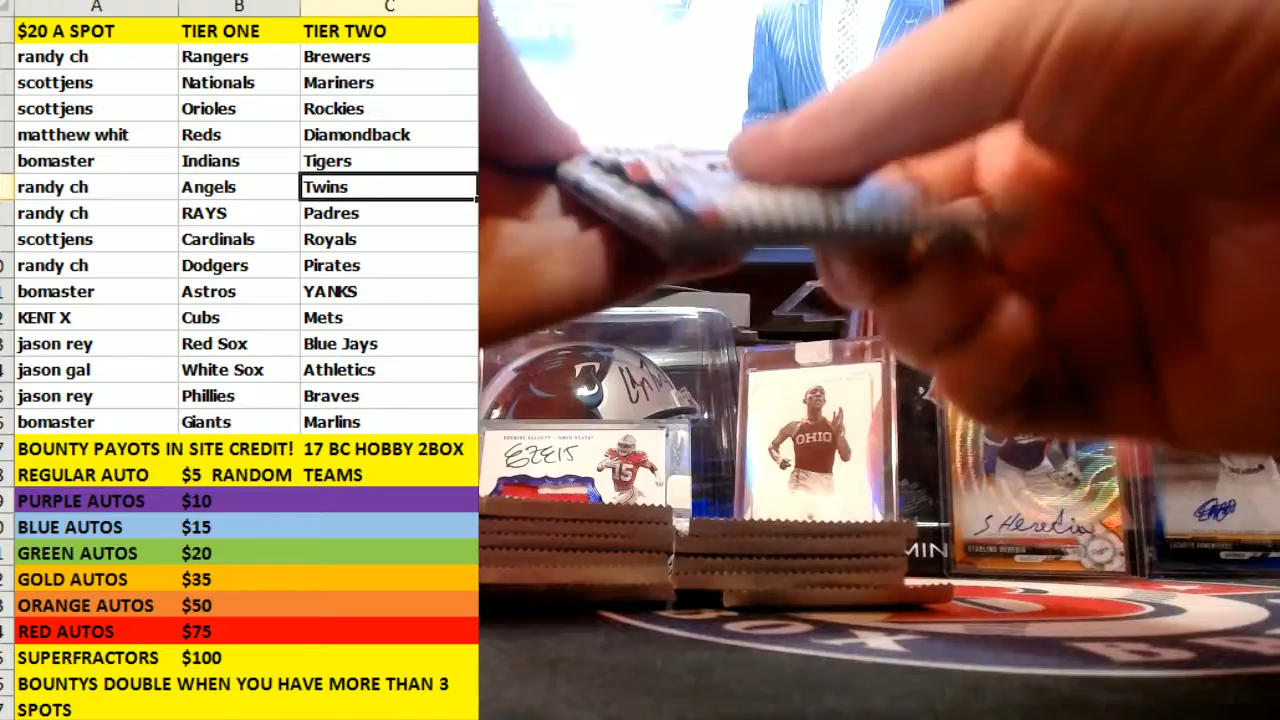 A B C
$20 A SPOT TIER ONE TIER TWO
randy ch Rangers Brewers
scottjens Nationals Mariners
scottjens Orioles Rockies
matthew whit Reds Diamondback
bomaster Indians Tigers
randy ch Angels Twins
randy ch RAYS Padres
scottjens Cardinals Royals
randy ch Dodgers Pirates
bomaster Astros YANKS
KENT X Cubs Mets
jason rey Red Sox Blue Jays
jason gal White Sox Athletics
jason rey Phillies Braves
bomaster Giants Marlins
BOUNTY PAYOTS IN SITE CREDIT! 17 BC HOBBY 2BOX
REGULAR AUTO $5 RANDOM TEAMS
PURPLE AUTOS $10
BLUE AUTOS $15
GREEN AUTOS $20
GOLD AUTOS $35
ORANGE AUTOS $50
RED AUTOS $75
SUPERFRACTORS $100
BOUNTYS DOUBLE WHEN YOU HAVE MORE THAN 3
SPOTS
OHIO
15
S Heredia
STARLING HEREDIA